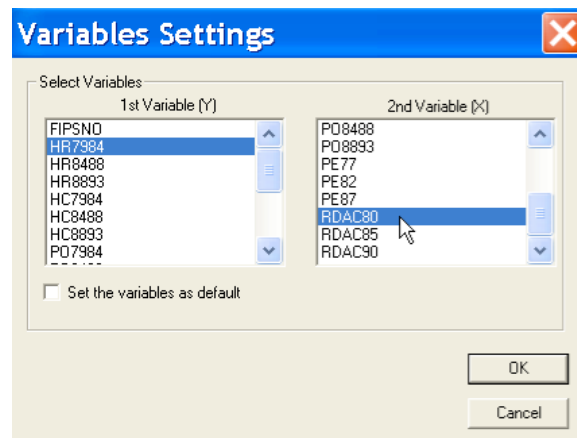 Variables Settings
Select Variables
1st Variable (Y)
FIPSNO
HR7984
HR8488
HR8893
HC7984
HC8488
HC8893
PO7984
2nd Variable (X)
PO8488
PO8893
PE77
PE82
PE87
RDAC80
RDAC85
RDAC90
Set the variables as default
OK
Cancel